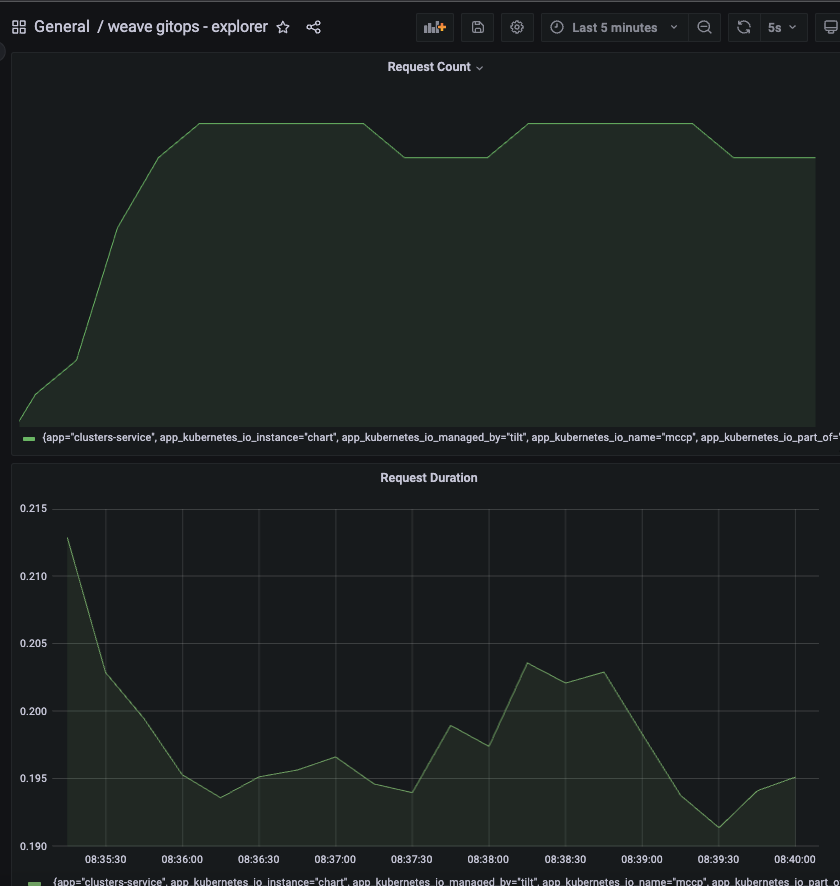 General / weave gitops - explorer Last 5 minutes 5s
Request Count
{app="clusters-service", app_kubernetes_io_instance="chart", app_kubernetes_io_managed_by="tilt", app_kubernetes_io_name="mccp", app_kubernetes_io_part_of="
Request Duration
0.215
0.210
0.205
0.200
0.195
0.190
08:35:30 08:36:00 08:36:30 08:37:00 08:37:30 08:38:00 08:38:30 08:39:00 08:39:30 08:40:00
{app="clusters-service", app_kubernetes_io_instance="chart", app_kubernetes_io_managed_by="tilt", app_kubernetes_io_name="mccp", app_kubernetes_io_part_o